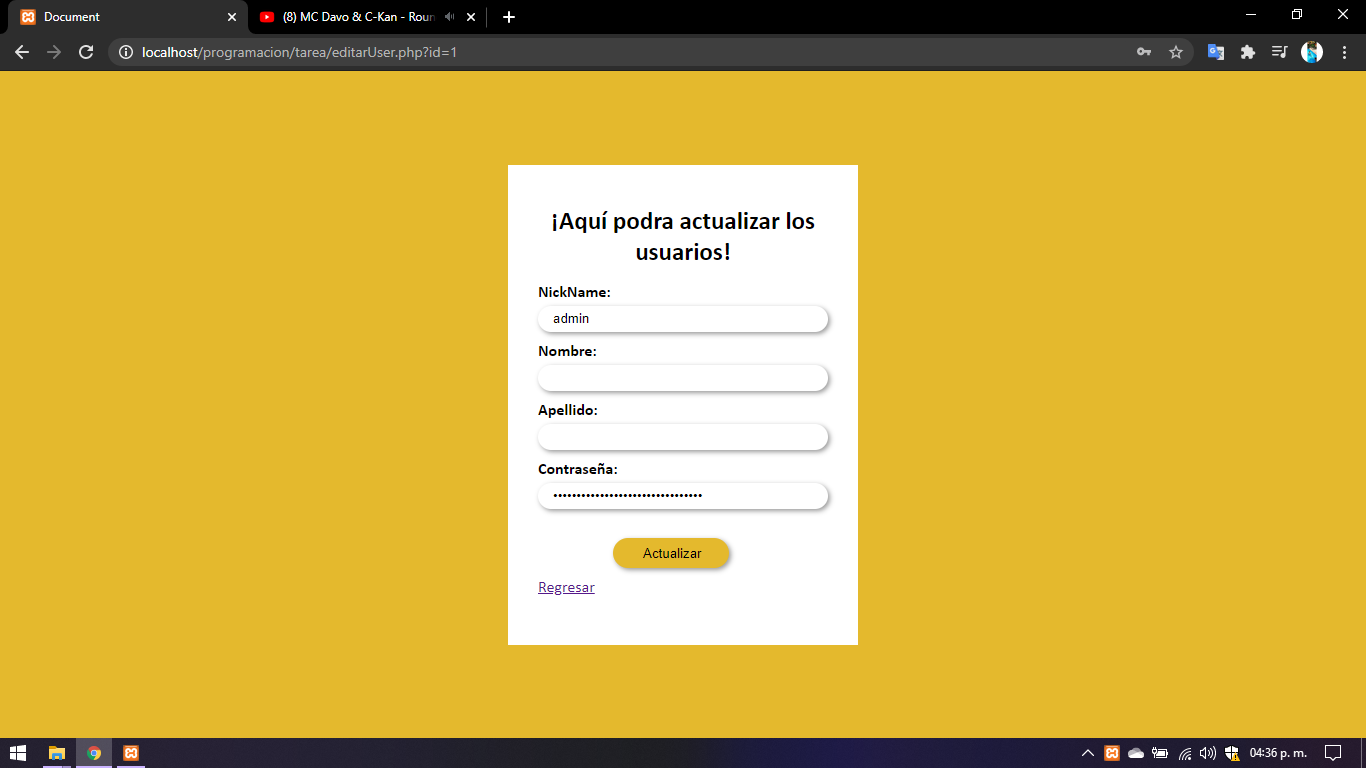 Document
(8) MC Davo & C-Kan - Roun
localhost/programacion/tarea/editarUser.php?id=1
¡Aquí podra actualizar los
usuarios!
NickName:
admin
Nombre:
Apellido:
Contraseña:
Actualizar
Regresar
04:36 p. m.